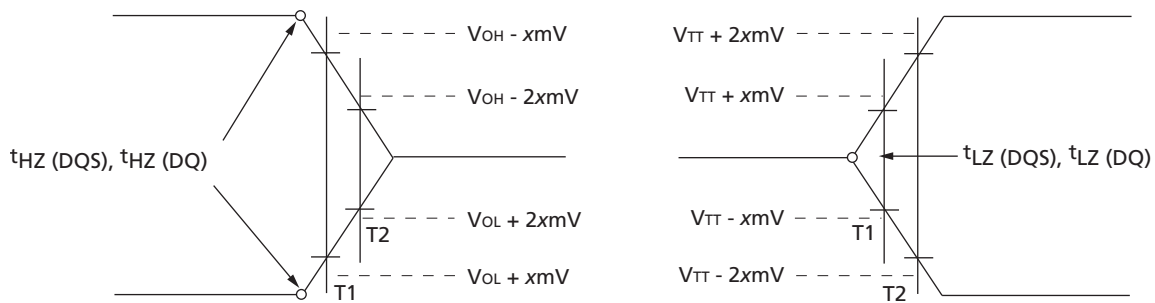 VOH - xmV
VOH - 2xmV
tHZ (DQS), tHZ (DQ)
VOL + 2xmV
T2
VOL + xmV
T1
VTT + 2xmV
VTT + xmV
tLZ (DQS), tLZ (DQ)
VTT - xmV
T1
VTT - 2xmV
T2